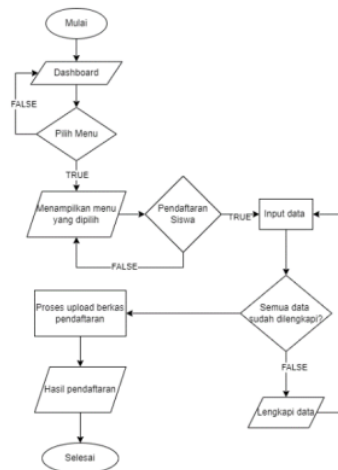 Mulai
Dashboard
FALSE
Pilih Menu
TRUE
Menampilkan menu
yang dipilih
Pendaftaran
Siswa
TRUE
Input data
FALSE
Proses upload berkas
pendaftaran
Semua data
sudah dilengkapi?
FALSE
Hasil pendaftaran
Lengkapi data
Selesai